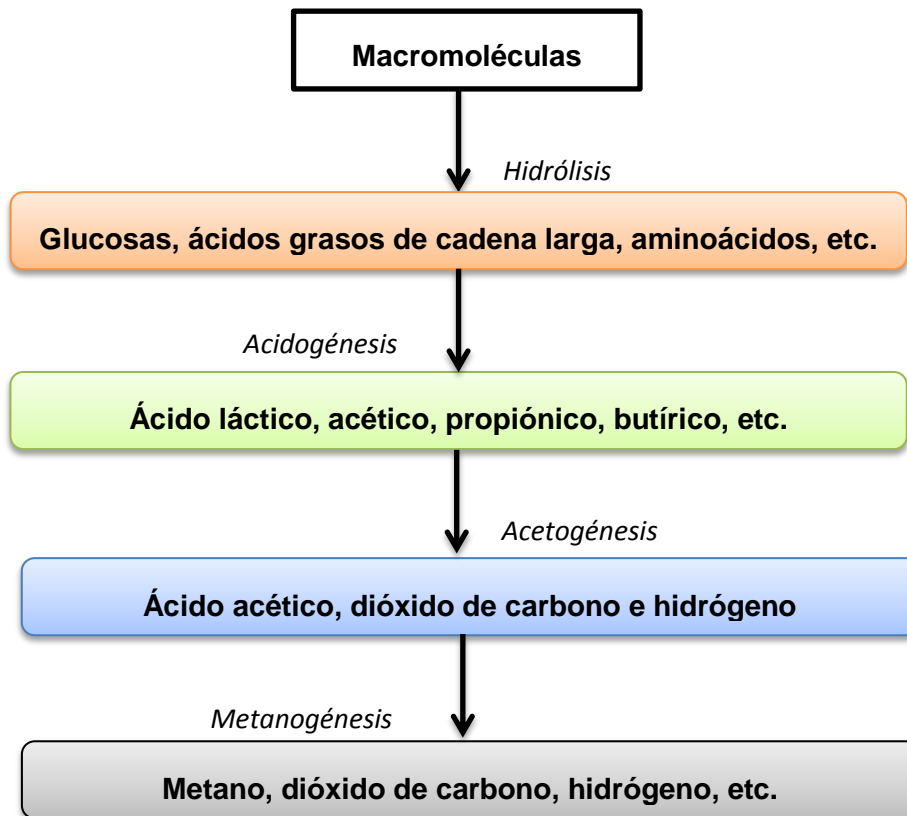 Macromoléculas
Hidrólisis
Glucosas, ácidos grasos de cadena larga, aminoácidos, etc.
Acidogénesis
Ácido láctico, acético, propiónico, butírico, etc.
Acetogénesis
Ácido acético, dióxido de carbono e hidrógeno
Metanogénesis
Metano, dióxido de carbono, hidrógeno, etc.